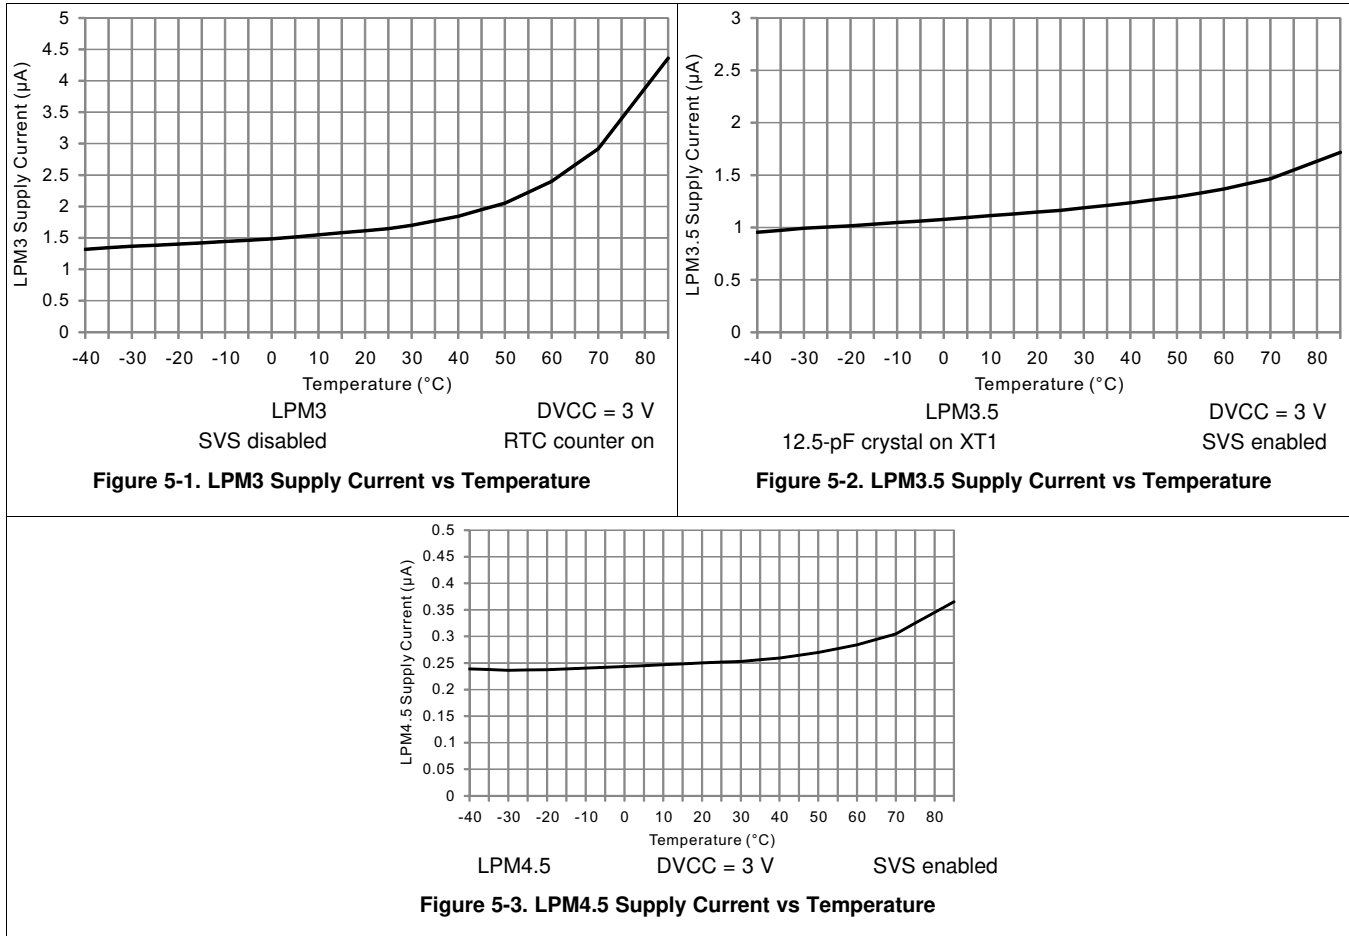 LPM3 Supply Current (µA)
5
4.5
4
3.5
3
2.5
2
1.5
1
0.5
0
-40 -30 -20 -10 0 10 20 30 40 50 60 70 80
Temperature (°C)
LPM3 DVCC = 3 V
SVS disabled RTC counter on
Figure 5-1. LPM3 Supply Current vs Temperature
LPM3.5 Supply Current (µA)
3
2.5
2
1.5
1
0.5
0
-40 -30 -20 -10 0 10 20 30 40 50 60 70 80
Temperature (°C)
LPM3.5 DVCC = 3 V
12.5-pF crystal on XT1 SVS enabled
Figure 5-2. LPM3.5 Supply Current vs Temperature
LPM4.5 Supply Current (µA)
0.5
0.45
0.4
0.35
0.3
0.25
0.2
0.15
0.1
0.05
0
-40 -30 -20 -10 0 10 20 30 40 50 60 70 80
Temperature (°C)
LPM4.5 DVCC = 3 V SVS enabled
Figure 5-3. LPM4.5 Supply Current vs Temperature